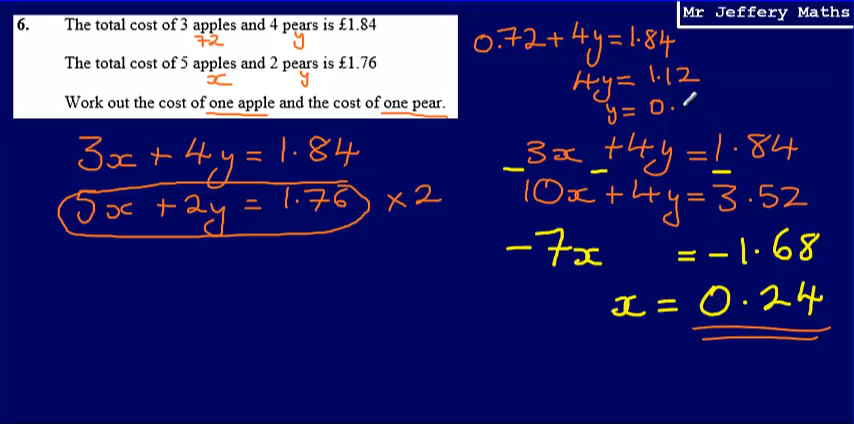 Mr Jeffery Maths
6. The total cost of 3 apples and 4 pears is £1.84
72 y
The total cost of 5 apples and 2 pears is £1.76
x y
Work out the cost of one apple and the cost of one pear.
3x + 4y = 1.84
5x + 2y = 1.76 × 2
0.72 + 4y = 1.84
4y = 1.12
y = 0.
3x + 4y = 1.84
10x + 4y = 3.52
-7x = -1.68
x = 0.24